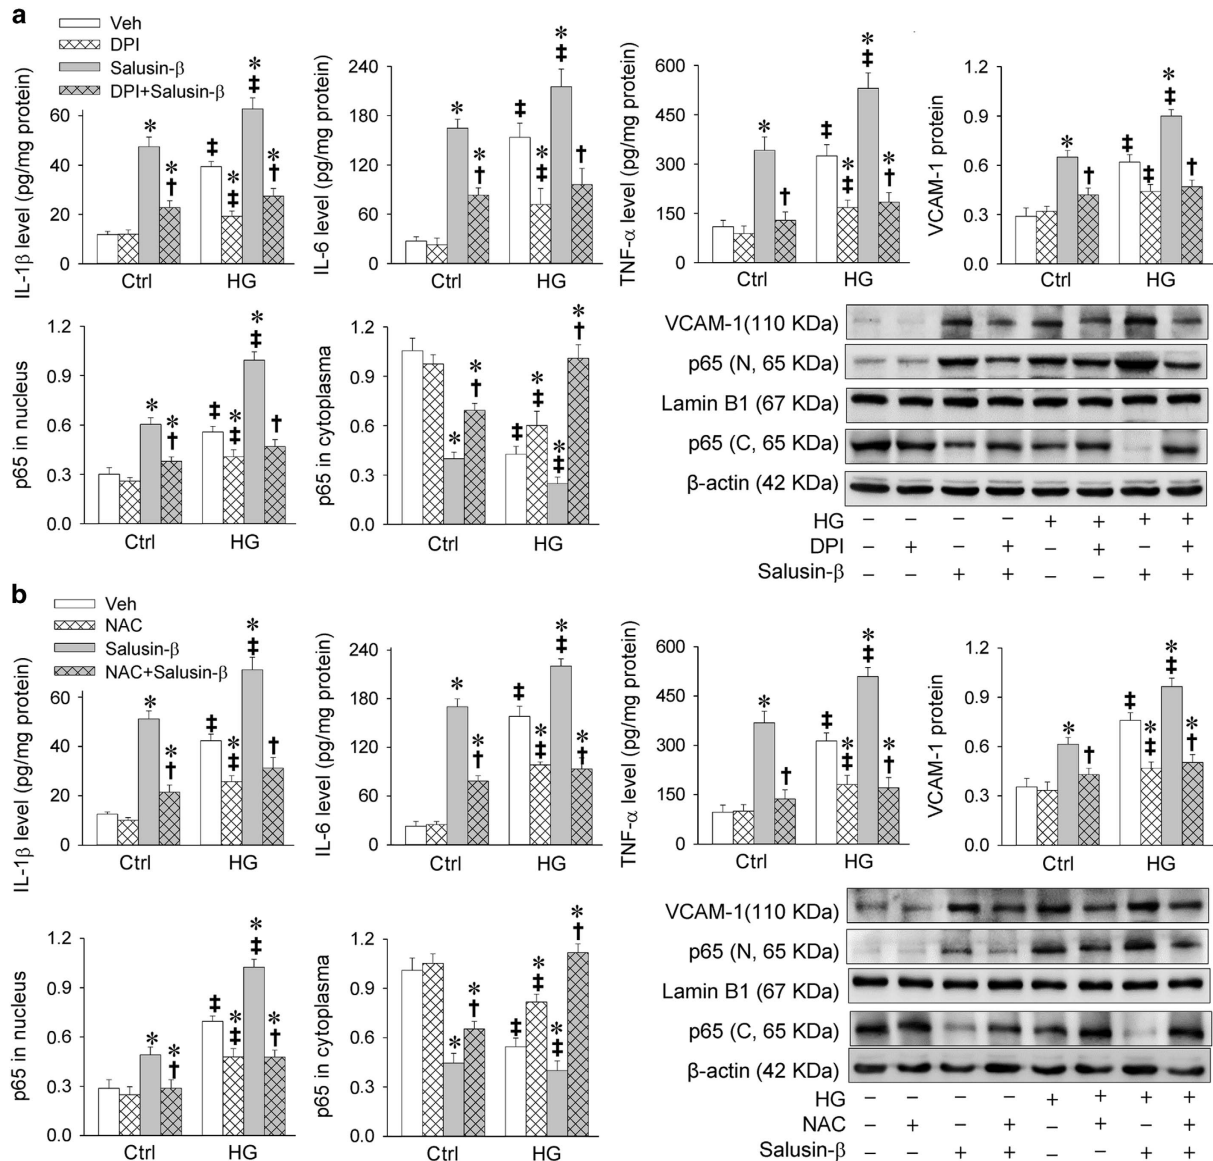 a
Veh
DPI
Salusin-β
DPI+Salusin-β
IL-1β level (pg/mg protein)
60
40
20
0
* * † ‡ * ‡ * ‡ * †
Ctrl HG
IL-6 level (pg/mg protein)
240
180
120
60
0
* * † ‡ * ‡ * ‡ †
Ctrl HG
TNF-α level (pg/mg protein)
600
450
300
150
0
* † ‡ * ‡ * ‡ * †
Ctrl HG
VCAM-1 protein
1.2
0.9
0.6
0.3
0.0
* † ‡ ‡ * ‡ †
Ctrl HG
p65 in nucleus
1.2
0.9
0.6
0.3
0.0
* * † ‡ * ‡ * ‡ †
Ctrl HG
p65 in cytoplasma
1.2
0.9
0.6
0.3
0.0
* * † ‡ * ‡ * ‡ * †
Ctrl HG
VCAM-1(110 KDa)
p65 (N, 65 KDa)
Lamin B1 (67 KDa)
p65 (C, 65 KDa)
β-actin (42 KDa)
HG − − − − + + + +
DPI − + − + − + − +
Salusin-β − − + + − − + +
b
Veh
NAC
Salusin-β
NAC+Salusin-β
IL-1β level (pg/mg protein)
60
40
20
0
* * † ‡ * ‡ * ‡ †
Ctrl HG
IL-6 level (pg/mg protein)
240
180
120
60
0
* * † ‡ * ‡ * ‡ * †
Ctrl HG
TNF-α level (pg/mg protein)
600
450
300
150
0
* † ‡ * ‡ * ‡ * †
Ctrl HG
VCAM-1 protein
1.2
0.9
0.6
0.3
0.0
* † ‡ * ‡ * ‡ * †
Ctrl HG
p65 in nucleus
1.2
0.9
0.6
0.3
0.0
* * † ‡ * ‡ * ‡ * †
Ctrl HG
p65 in cytoplasma
1.2
0.9
0.6
0.3
0.0
* * † ‡ * ‡ * ‡ * †
Ctrl HG
VCAM-1(110 KDa)
p65 (N, 65 KDa)
Lamin B1 (67 KDa)
p65 (C, 65 KDa)
β-actin (42 KDa)
HG − − − − + + + +
NAC − + − + − + − +
Salusin-β − − + + − − + +